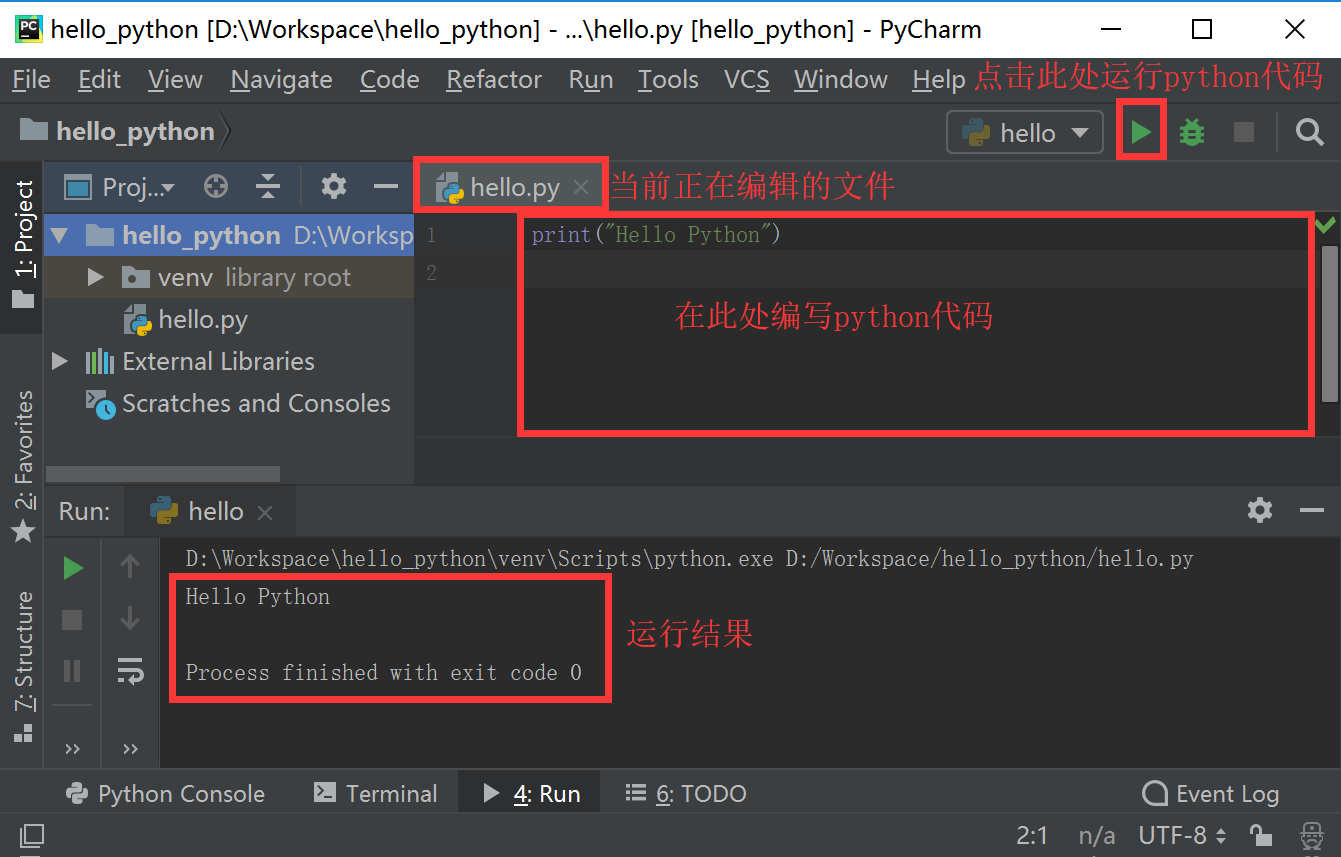 hello_python [D:\Workspace\hello_python] - ...\hello.py [hello_python] - PyCharm
File Edit View Navigate Code Refactor Run Tools VCS Window Help 点击此处运行python代码
hello_python hello
1: Project
Proj... hello.py 当前正在编辑的文件
hello_python D:\Worksp
venv library root
hello.py
External Libraries
Scratches and Consoles
1 print("Hello Python")
2
在此处编写python代码
2: Favorites
7: Structure
Run: hello
D:\Workspace\hello_python\venv\Scripts\python.exe D:/Workspace/hello_python/hello.py
Hello Python
运行结果
Process finished with exit code 0
Python Console Terminal 4: Run 6: TODO Event Log
2:1 n/a UTF-8